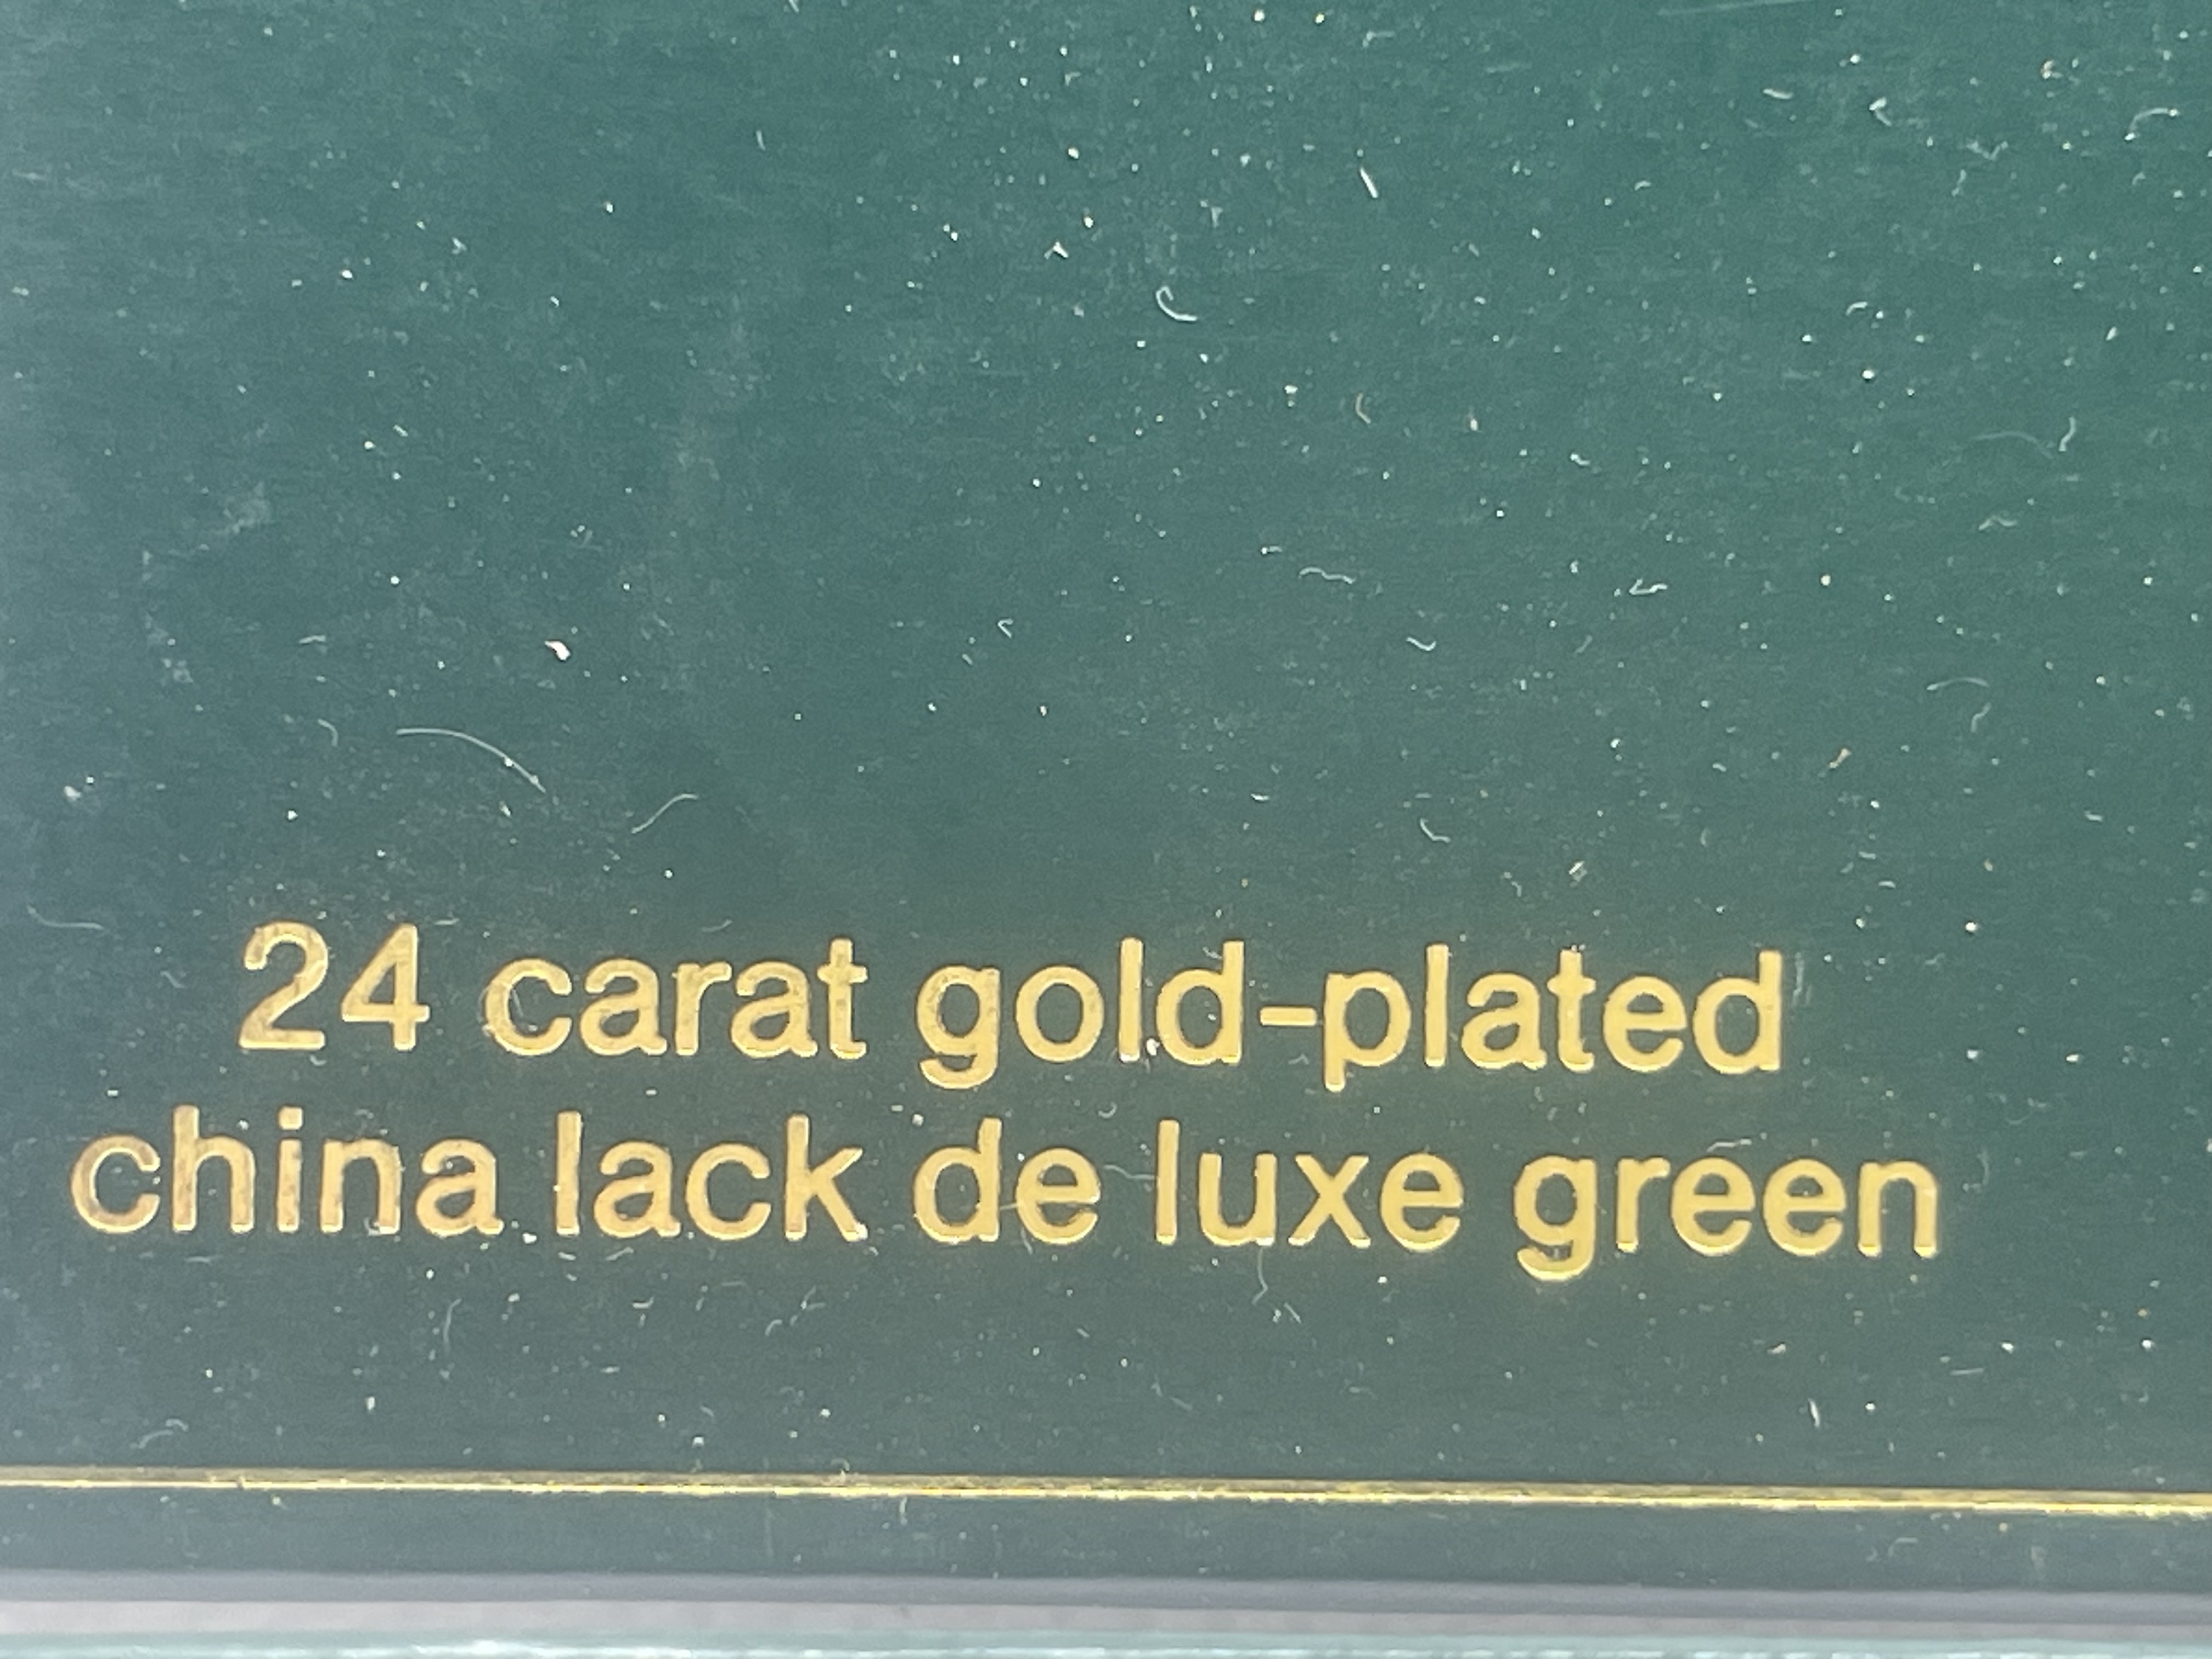 24 carat gold-plated
china lack de luxe green